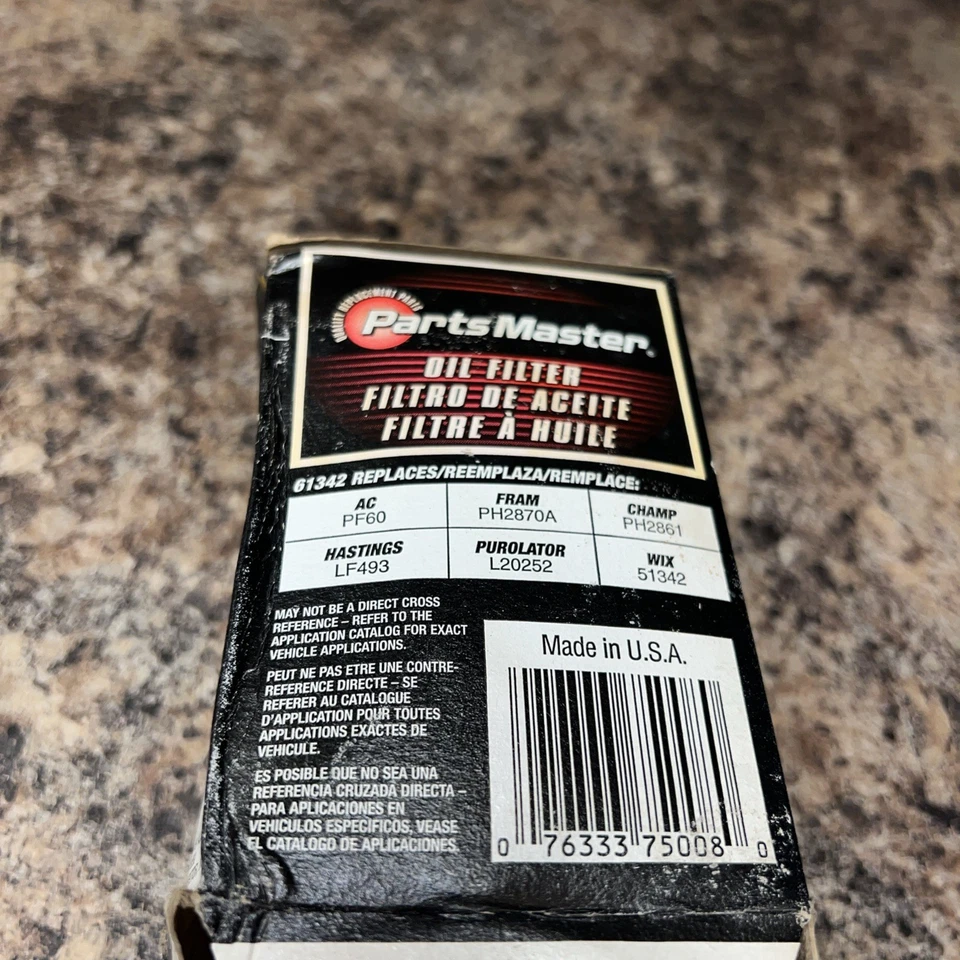 QUALITY REPLACEMENT PARTS
PartsMaster®
OIL FILTER
FILTRO DE ACEITE
FILTRE À HUILE
61342 REPLACES/REEMPLAZA/REMPLACE:
AC FRAM CHAMP
PF60 PH2870A PH2861
HASTINGS PUROLATOR WIX
LF493 L20252 51342
MAY NOT BE A DIRECT CROSS
REFERENCE – REFER TO THE
APPLICATION CATALOG FOR EXACT
VEHICLE APPLICATIONS.
PEUT NE PAS ETRE UNE CONTRE-
REFERENCE DIRECTE – SE
REFERER AU CATALOGUE
D'APPLICATION POUR TOUTES
APPLICATIONS EXACTES DE
VEHICULE.
ES POSIBLE QUE NO SEA UNA
REFERENCIA CRUZADA DIRECTA –
PARA APLICACIONES EN
VEHICULOS ESPECIFICOS, VEASE
EL CATALOGO DE APLICACIONES.
Made in U.S.A.
0 76333 75008 0